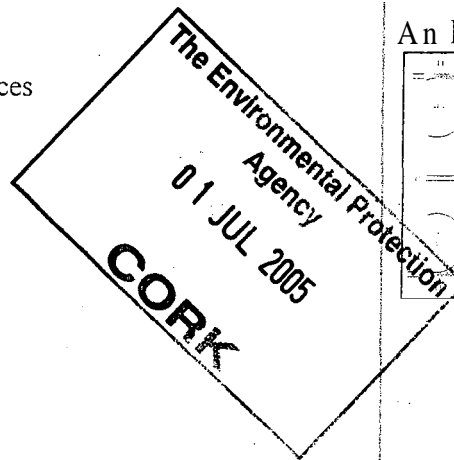 ces
An
The Environmental Protection
Agency
01 JUL 2005
CORK